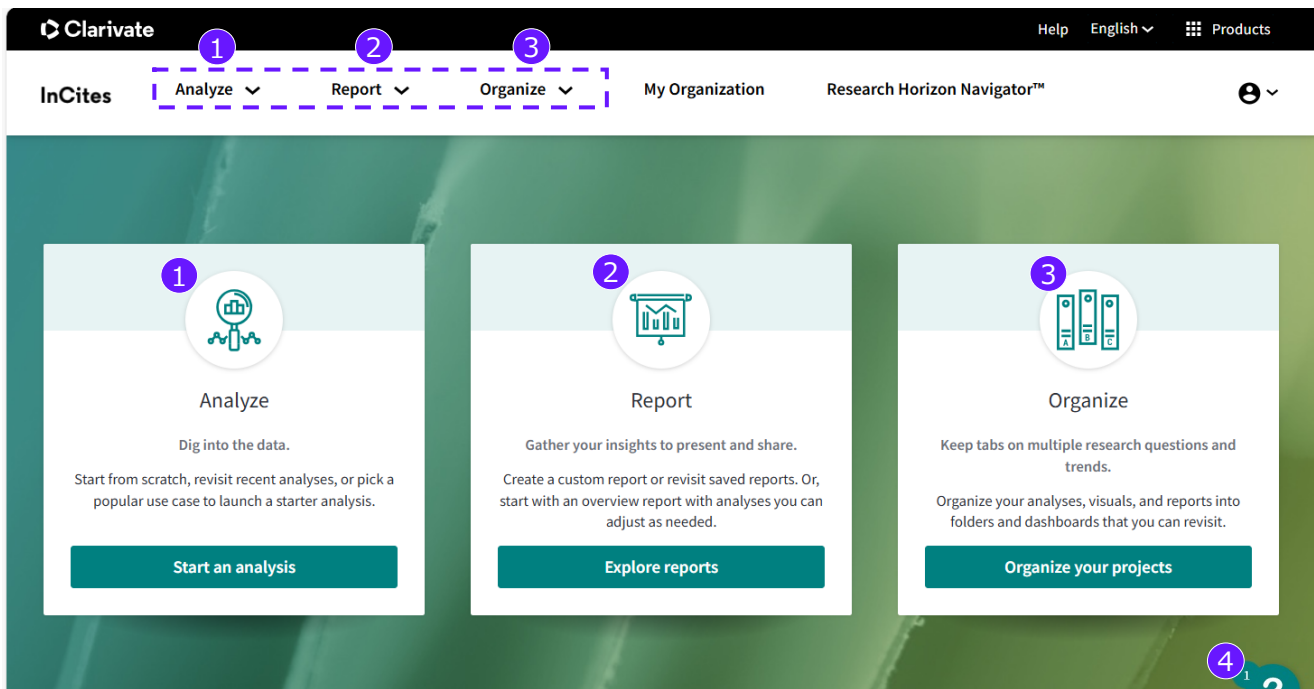 Clarivate
Help English Products
1 2 3
InCites Analyze Report Organize My Organization Research Horizon Navigator™
1 2 3
A B C
Analyze
Dig into the data.
Start from scratch, revisit recent analyses, or pick a
popular use case to launch a starter analysis.
Start an analysis
Report
Gather your insights to present and share.
Create a custom report or revisit saved reports. Or,
start with an overview report with analyses you can
adjust as needed.
Explore reports
Organize
Keep tabs on multiple research questions and
trends.
Organize your analyses, visuals, and reports into
folders and dashboards that you can revisit.
Organize your projects
4
1
?